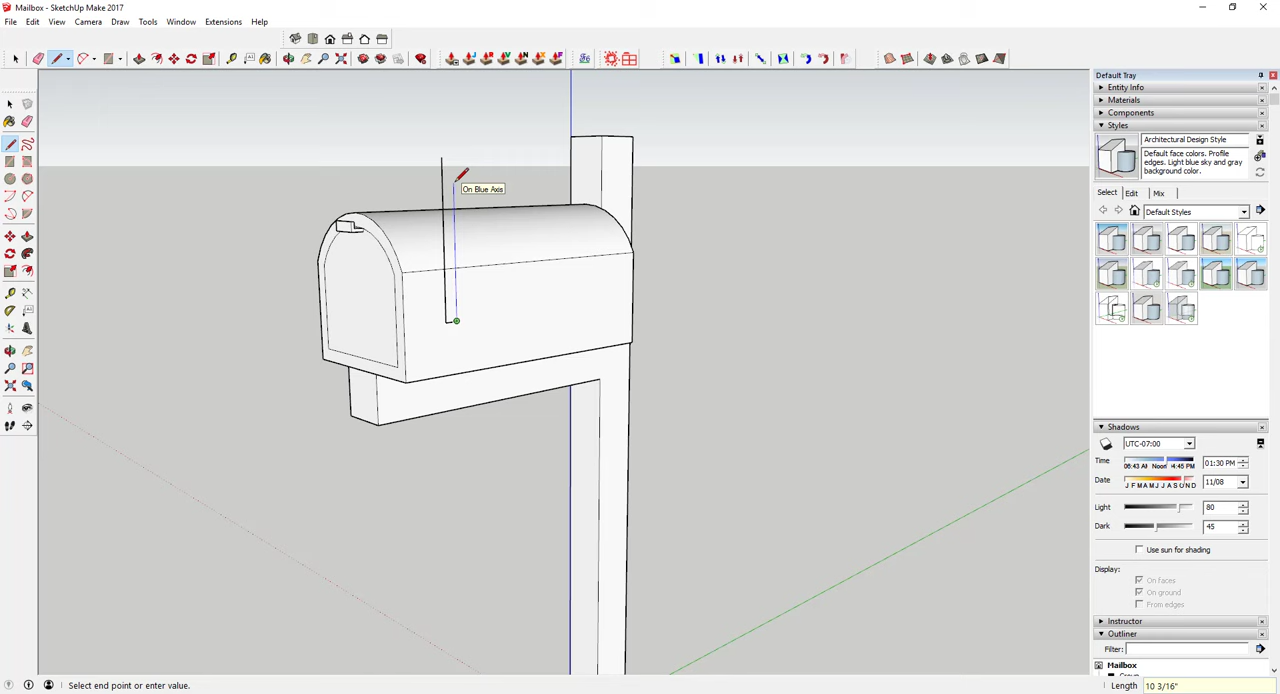 Mailbox - SketchUp Make 2017
File Edit View Camera Draw Tools Window Extensions Help
On Blue Axis
Default Tray
Entity Info
Materials
Components
Styles
Architectural Design Style
Default face colors. Profile
edges. Light blue sky and gray
background color.
Select Edit Mix
Default Styles
Shadows
UTC-07:00
Time
06:43 AM Noon 4:45 PM
01:30 PM
Date
J F M A M J J A S O N D
11/08
Light
80
Dark
45
Use sun for shading
Display:
On faces
On ground
From edges
Instructor
Outliner
Filter:
Mailbox
Select end point or enter value.
Length
10 3/16"